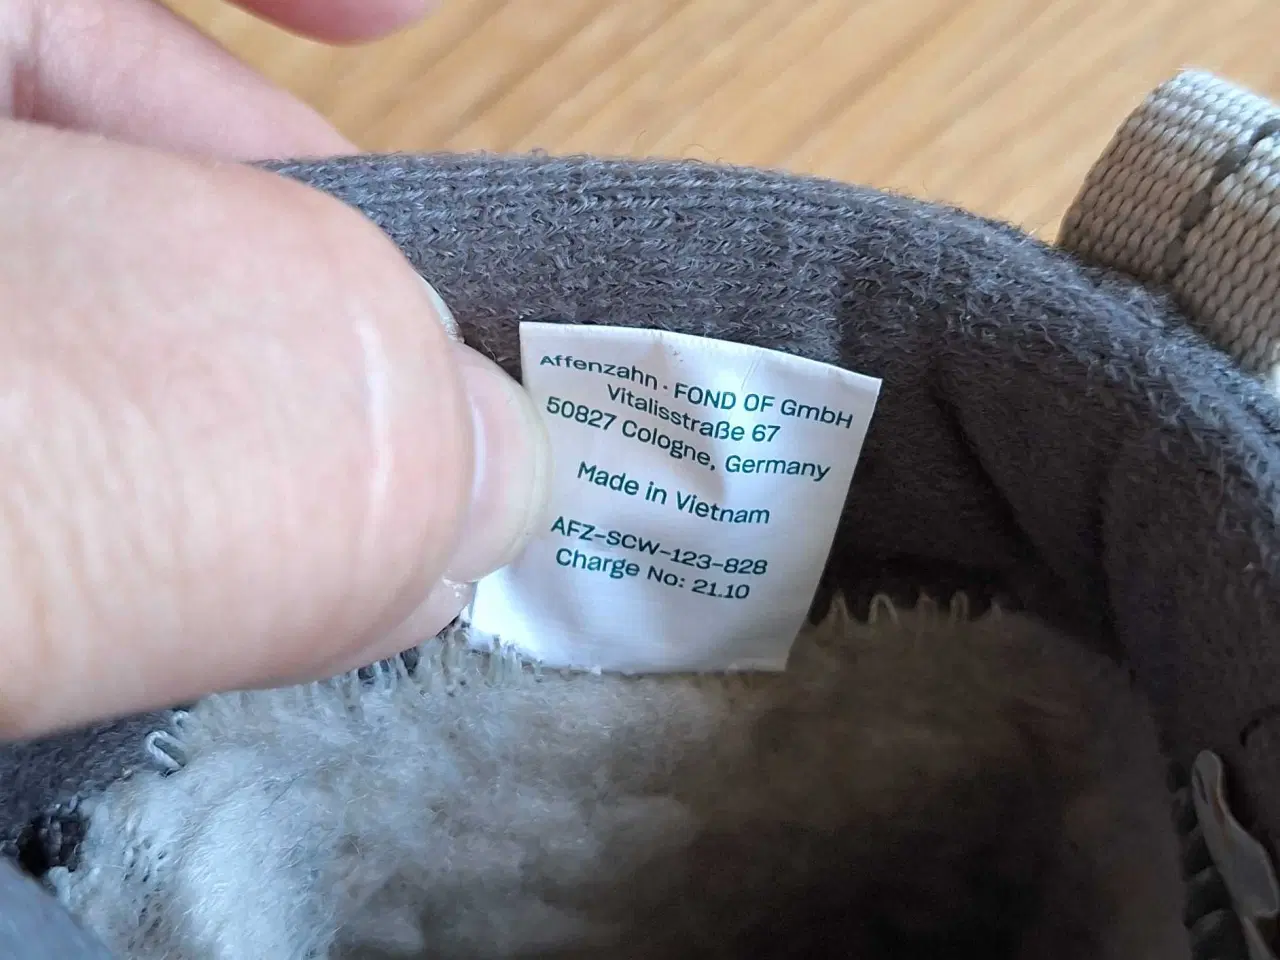 Affenzahn · FOND OF GmbH
Vitalisstraße 67
50827 Cologne, Germany
Made in Vietnam
AFZ-SCW-123-828
Charge No: 21.10